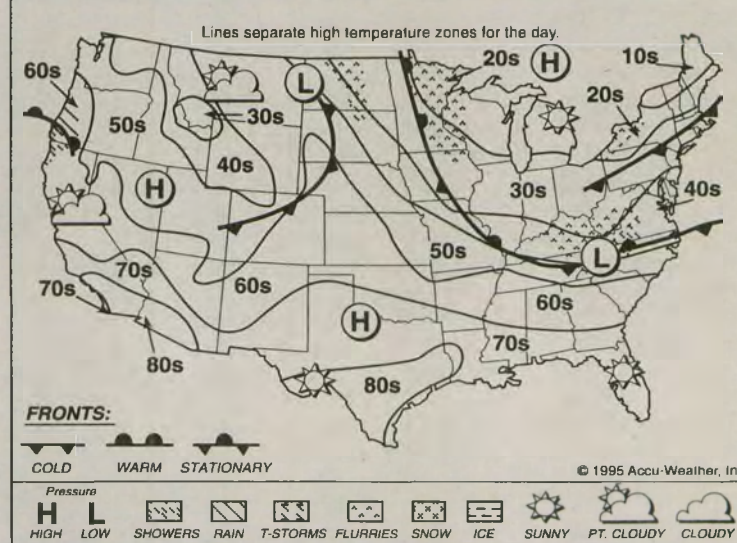 Lines separate high temperature zones for the day.
20s H 10s
60s L
50s 30s 20s
40s
H 30s 40s
50s L
70s 60s 60s
70s H 70s
80s 80s
FRONTS:
COLD WARM STATIONARY
© 1995 Accu-Weather, In
Pressure
H L
HIGH LOW SHOWERS RAIN T-STORMS FLURRIES SNOW ICE SUNNY PT. CLOUDY CLOUDY